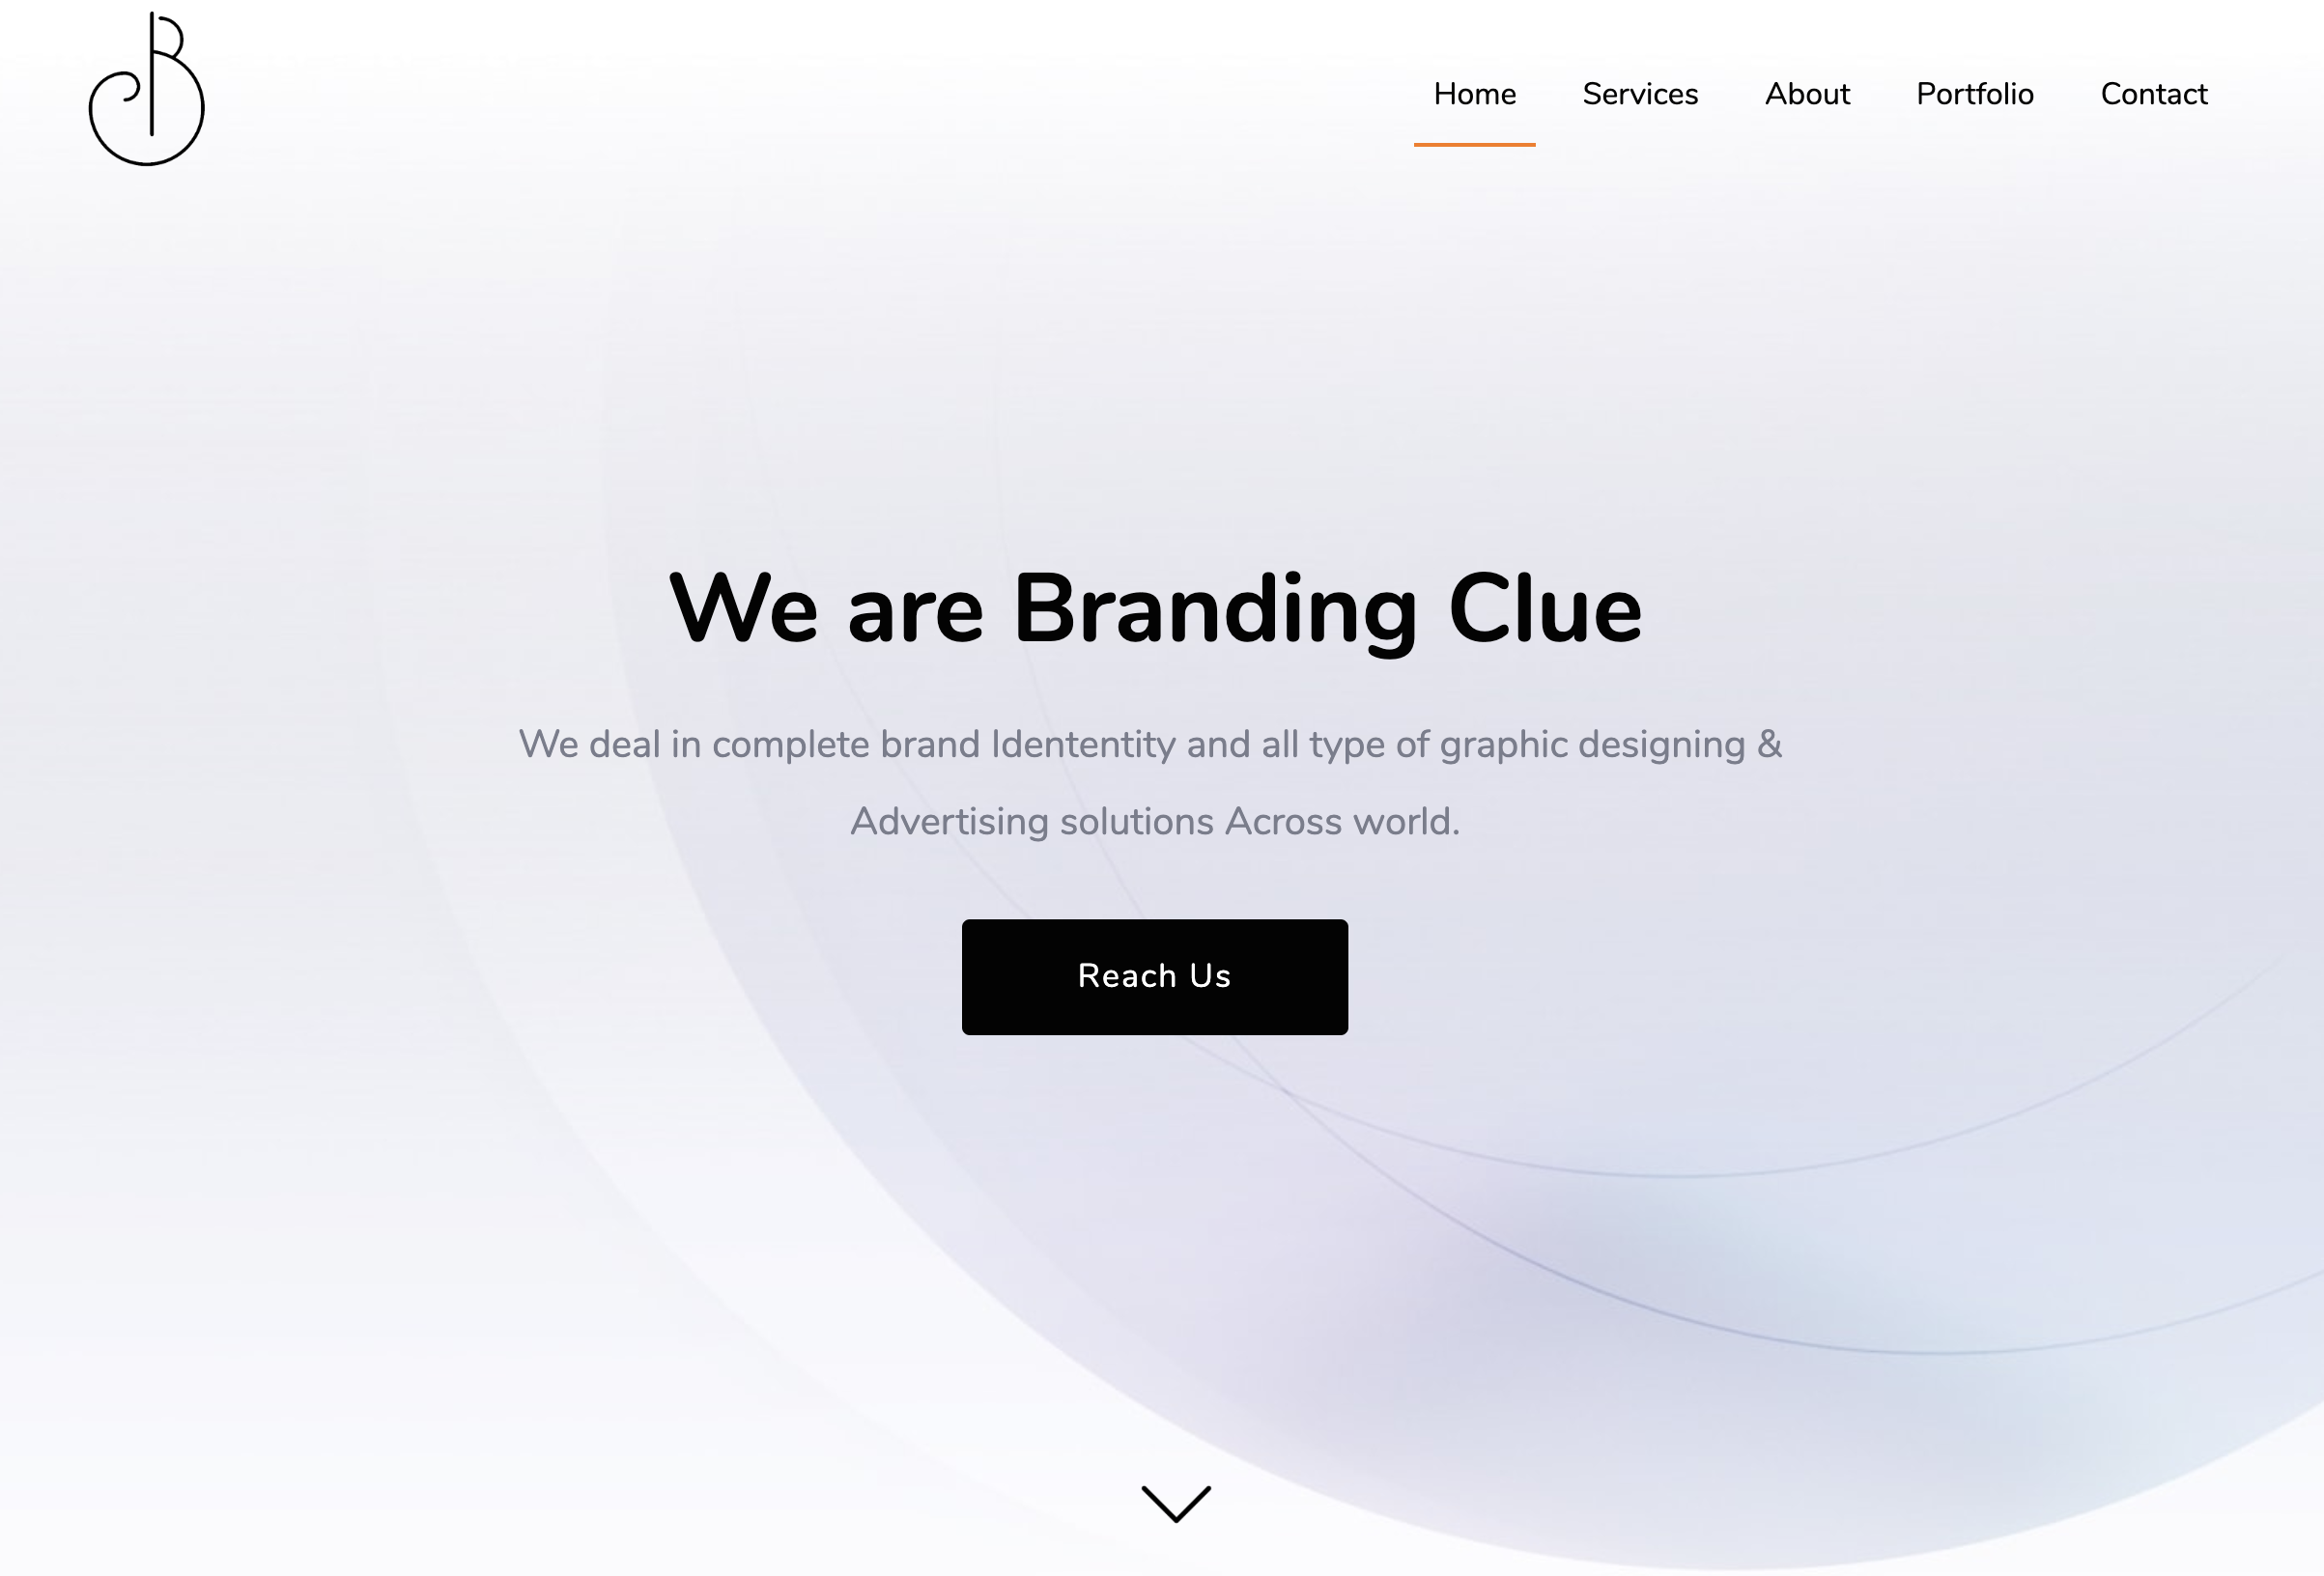 Home Services About Portfolio Contact
We are Branding Clue
We deal in complete brand Idententity and all type of graphic designing &
Advertising solutions Across world.
Reach Us